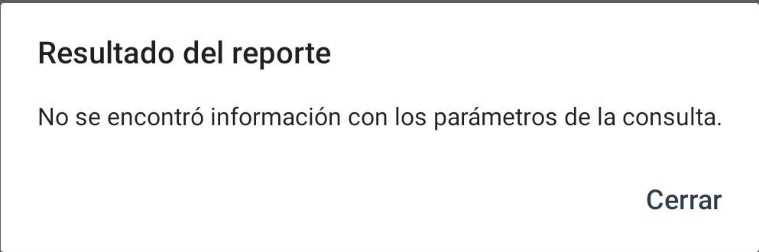 Resultado del reporte
No se encontró información con los parámetros de la consulta.
Cerrar